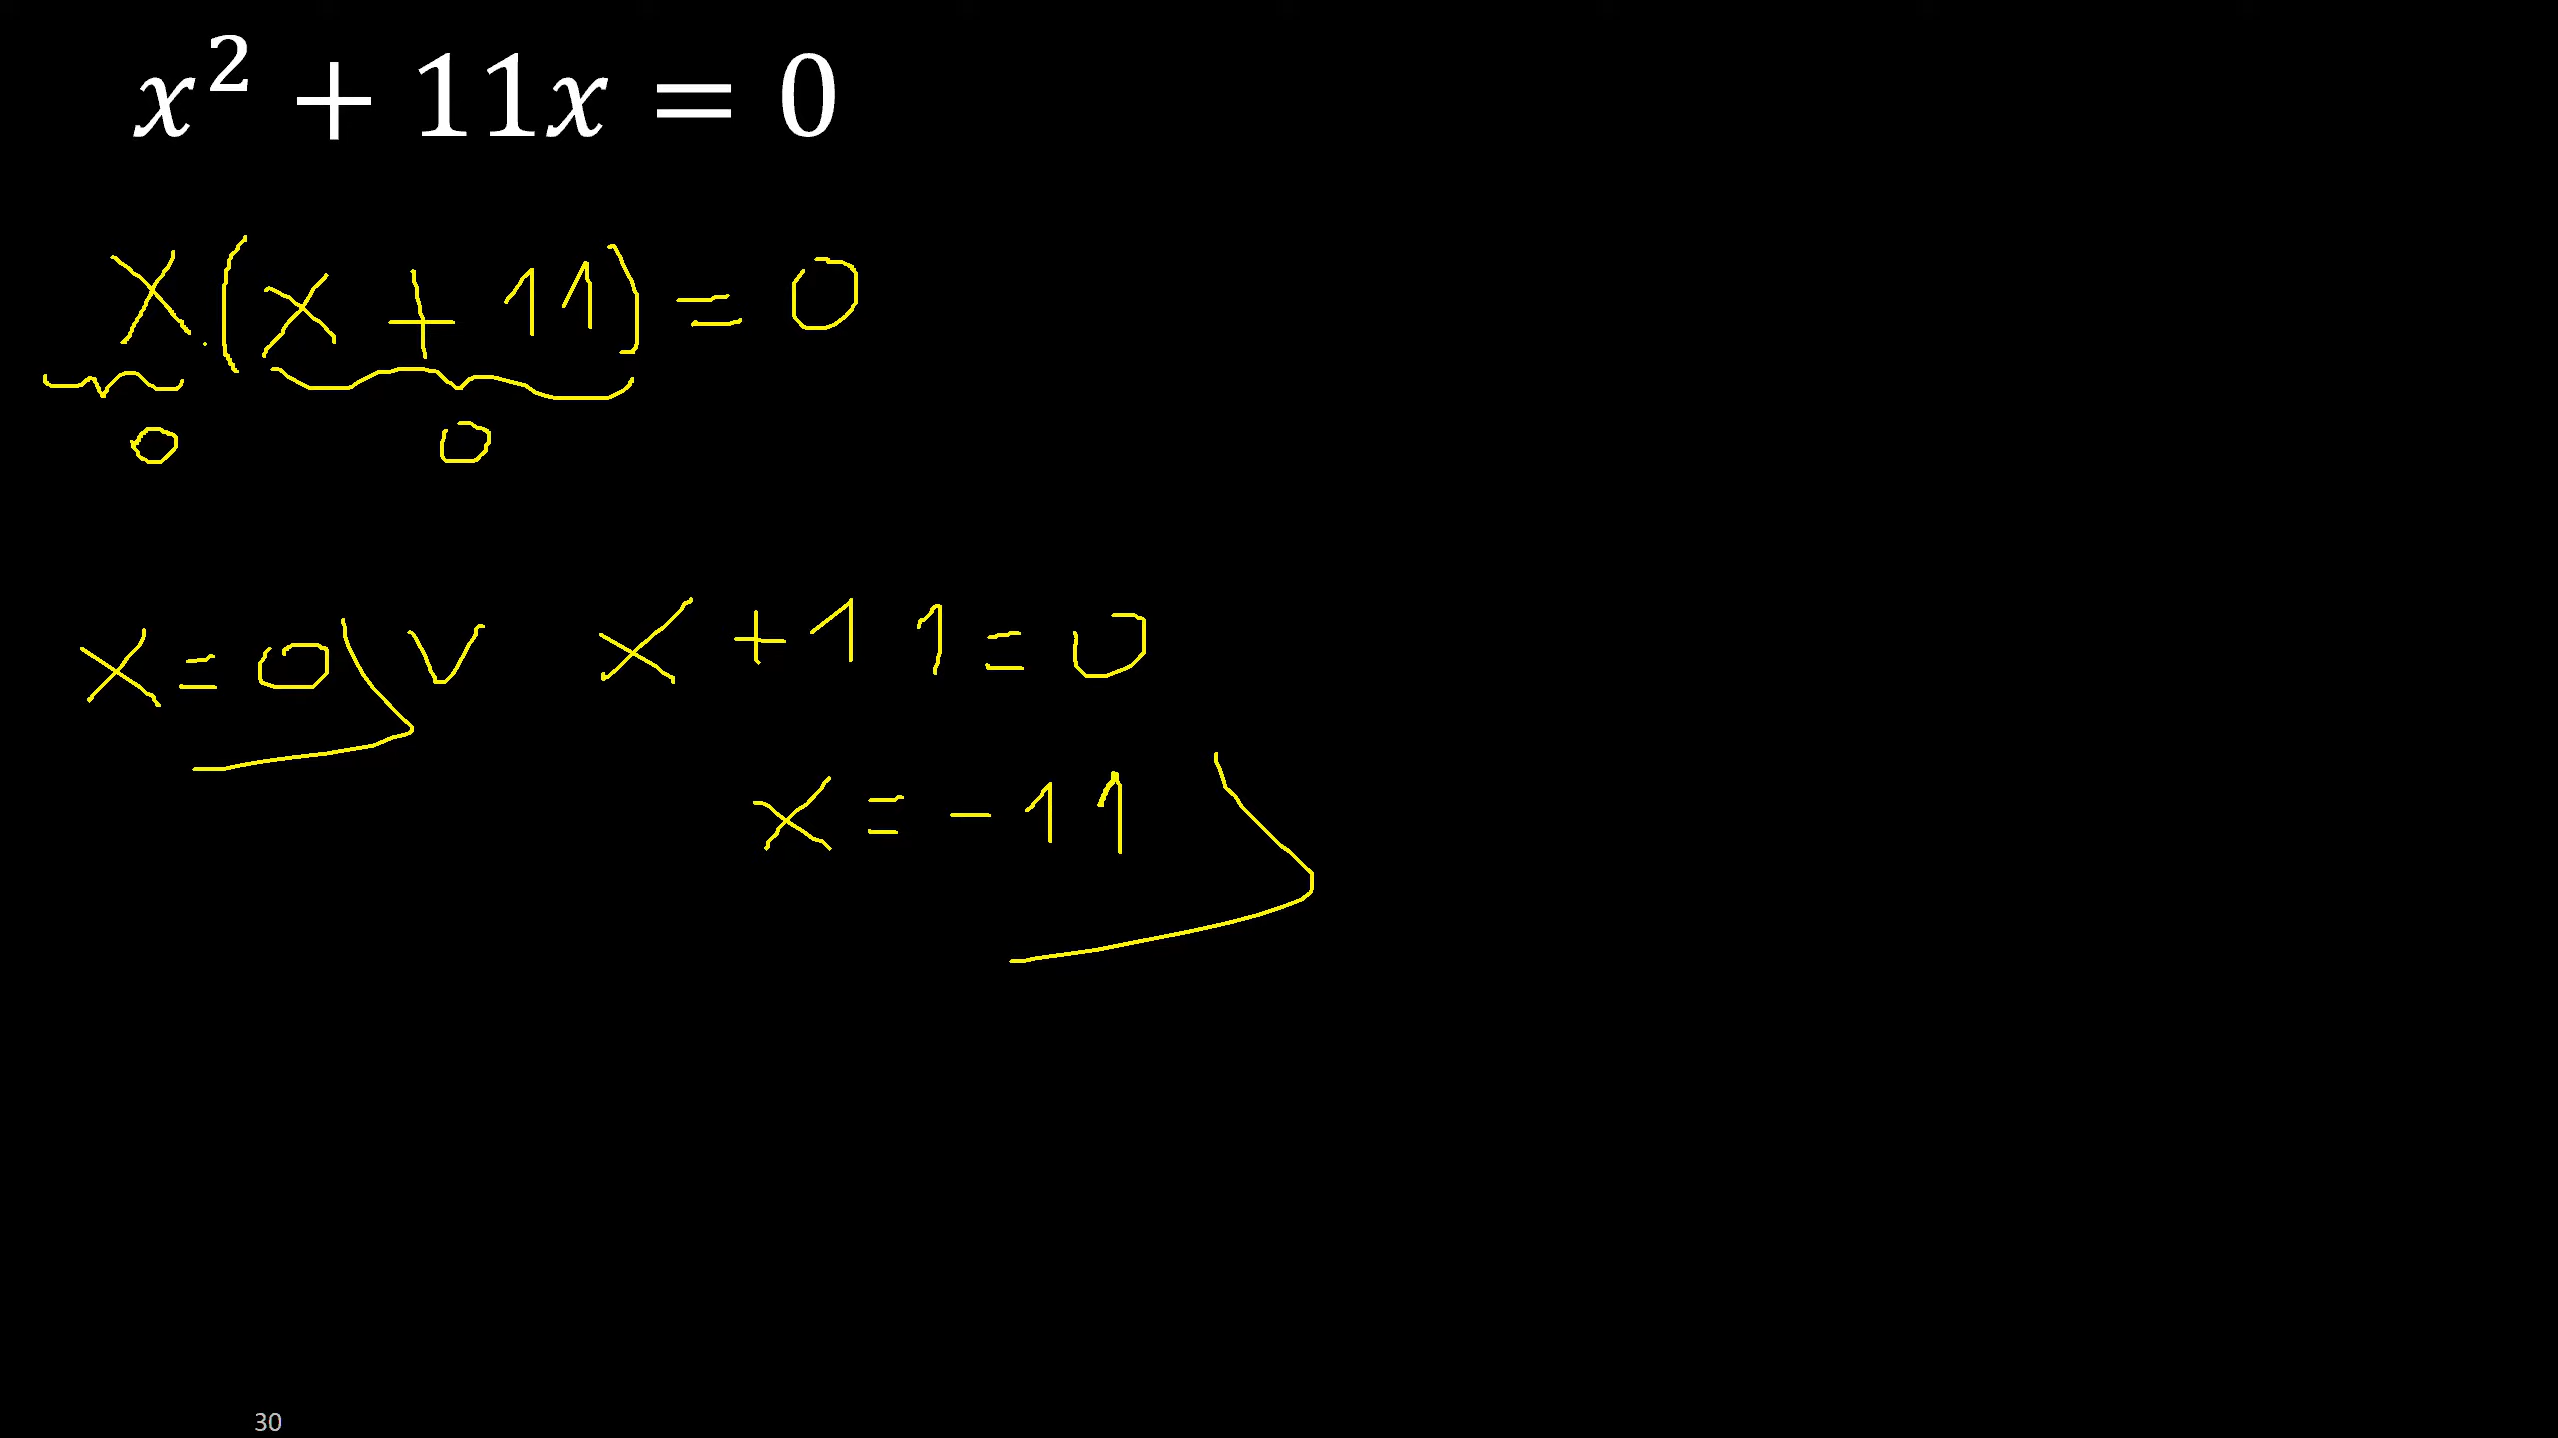 x² + 11x = 0
x.(x + 11) = 0
0 0
x = 0 v x + 11 = 0
x = -11
30